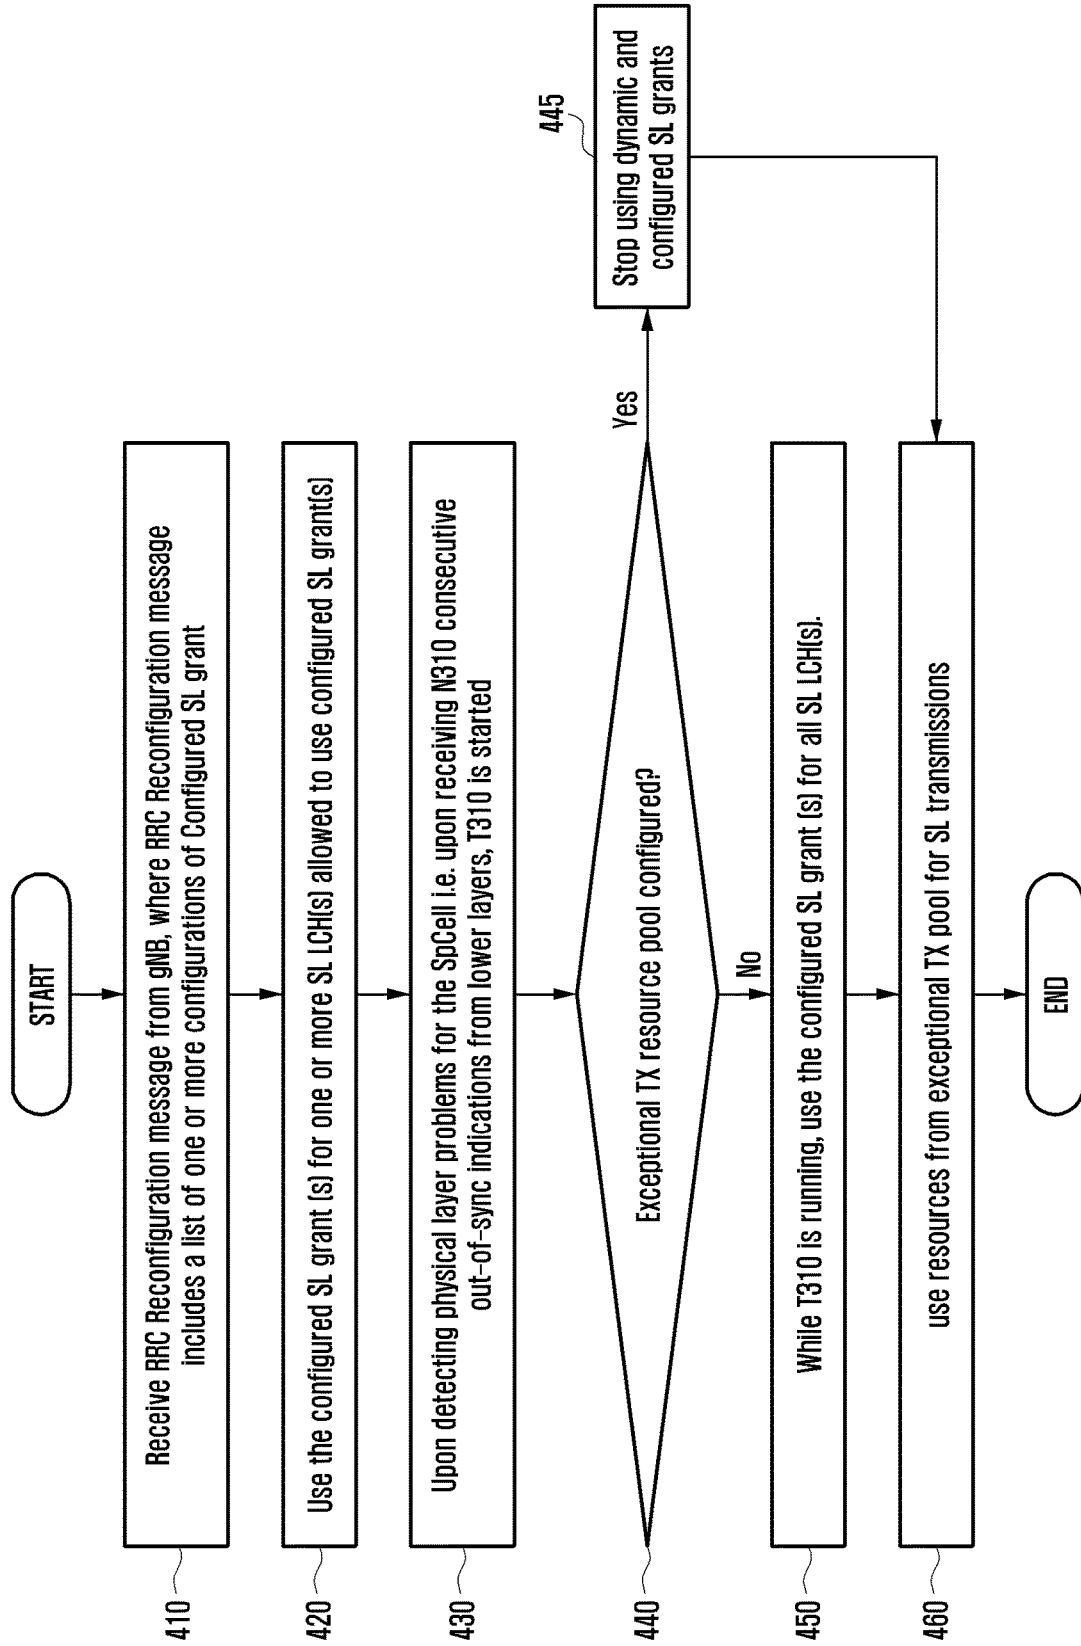 START
410
Receive RRC Reconfiguration message from gNB, where RRC Reconfiguration message
includes a list of one or more configurations of Configured SL grant
420
Use the configured SL grant (s) for one or more SL LCH(s) allowed to use configured SL grant(s)
430
Upon detecting physical layer problems for the SpCell i.e. upon receiving N310 consecutive
out-of-sync indications from lower layers, T310 is started
440
Exceptional TX resource pool configured?
Yes
445
Stop using dynamic and
configured SL grants
No
450
While T310 is running, use the configured SL grant (s) for all SL LCH(s).
460
use resources from exceptional TX pool for SL transmissions
END